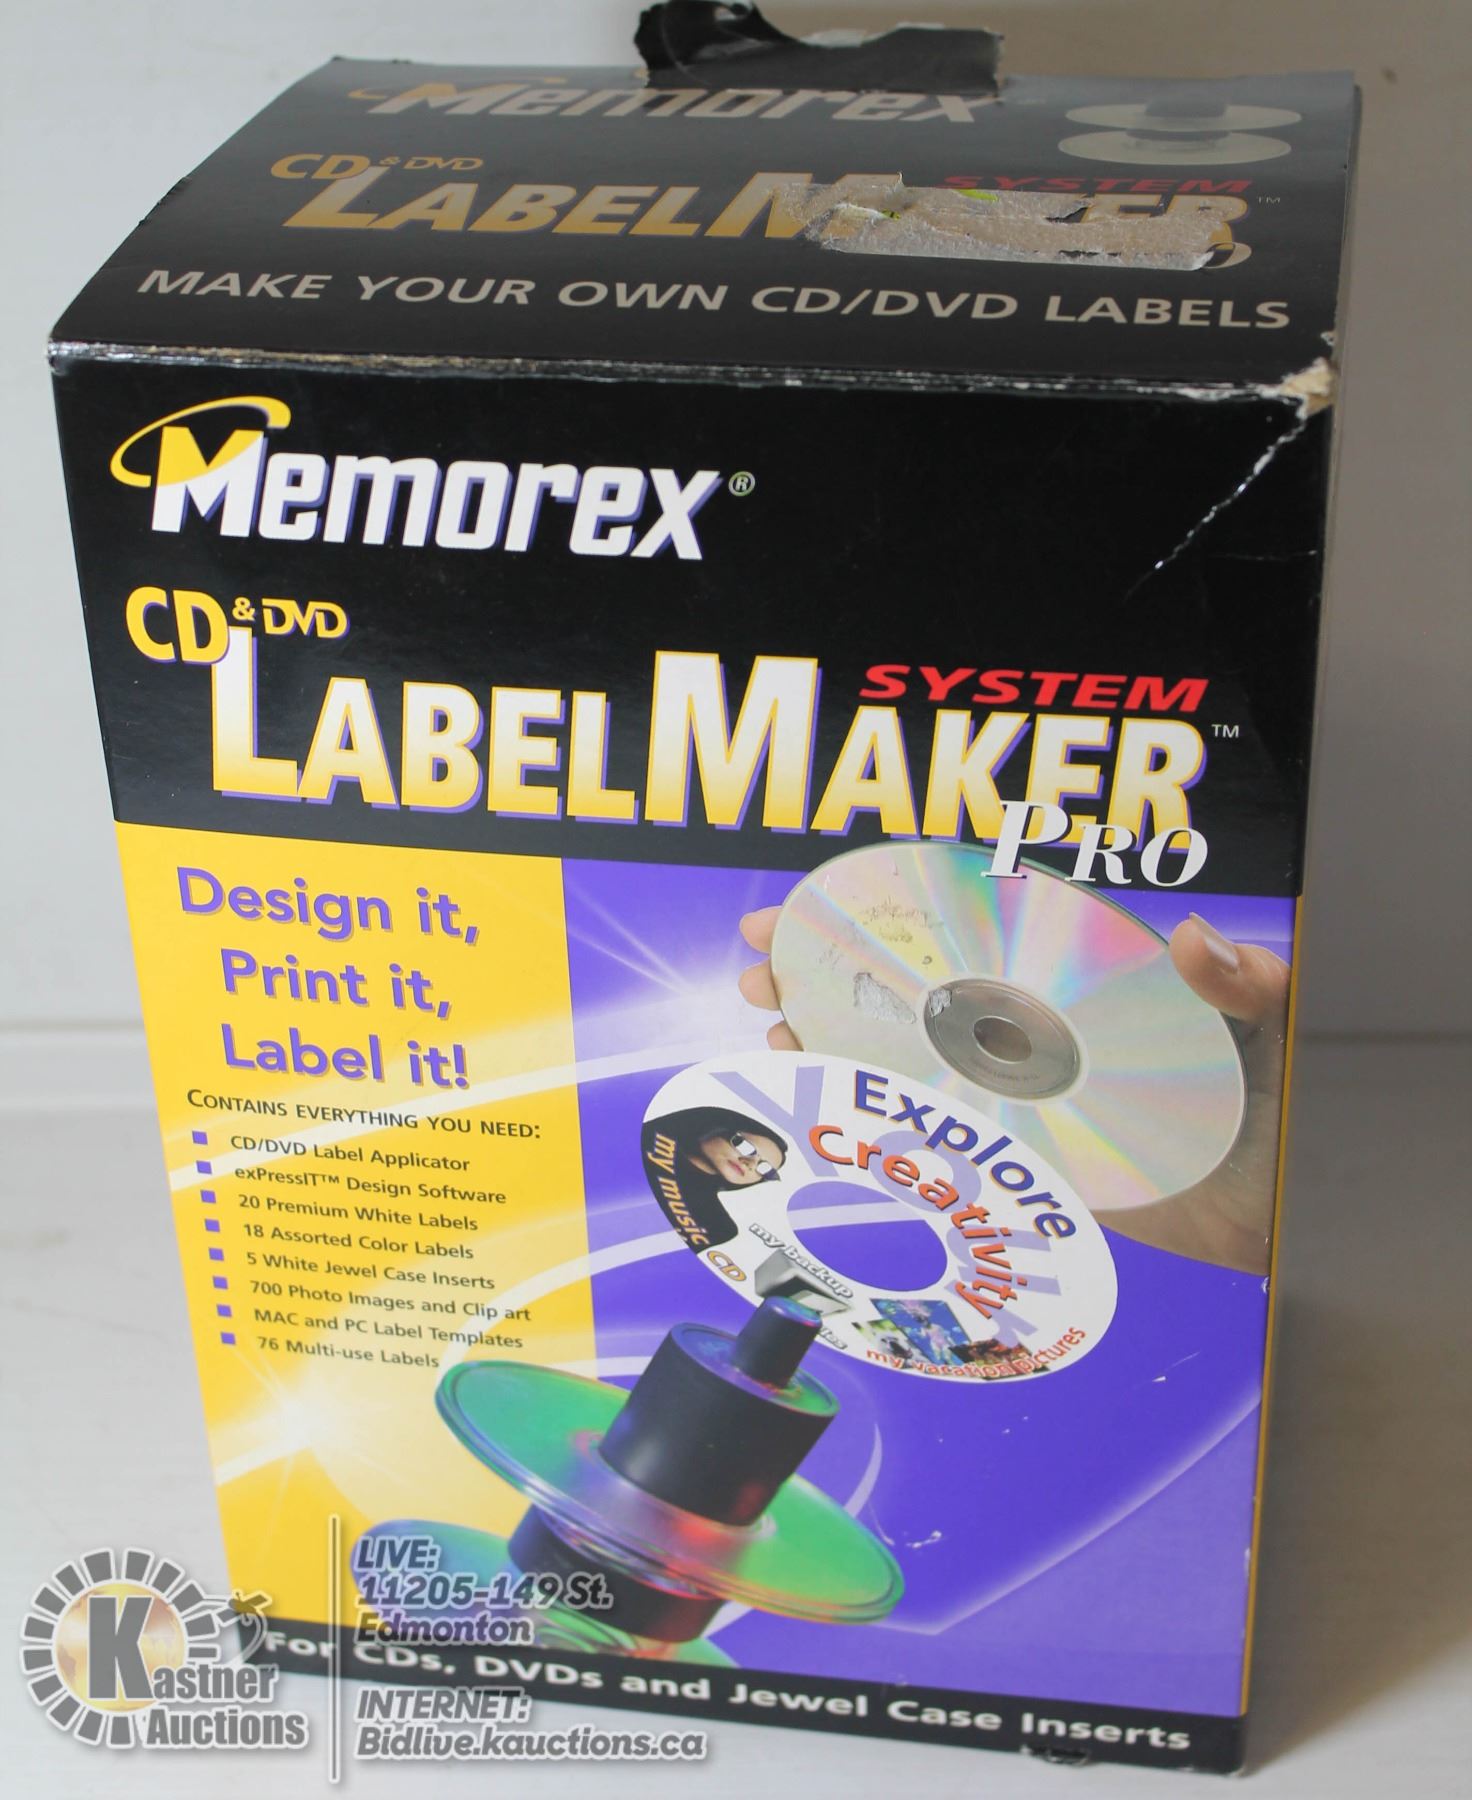 Memorex
CD & DVD
SYSTEM
LABELMAKER™
PRO
MAKE YOUR OWN CD/DVD LABELS
Memorex®
CD & DVD
SYSTEM
LABELMAKER™
PRO
Design it,
Print it,
Label it!
CONTAINS EVERYTHING YOU NEED:
CD/DVD Label Applicator
exPressIT™ Design Software
20 Premium White Labels
18 Assorted Color Labels
5 White Jewel Case Inserts
700 Photo Images and Clip art
MAC and PC Label Templates
76 Multi-use Labels
Explore
Your
Creativity
my music CD
my backup
my vacation pictures
For CDs, DVDs and Jewel Case Inserts
Kastner
Auctions
LIVE:
11205-149 St.
Edmonton
INTERNET:
Bidlive.kauctions.ca